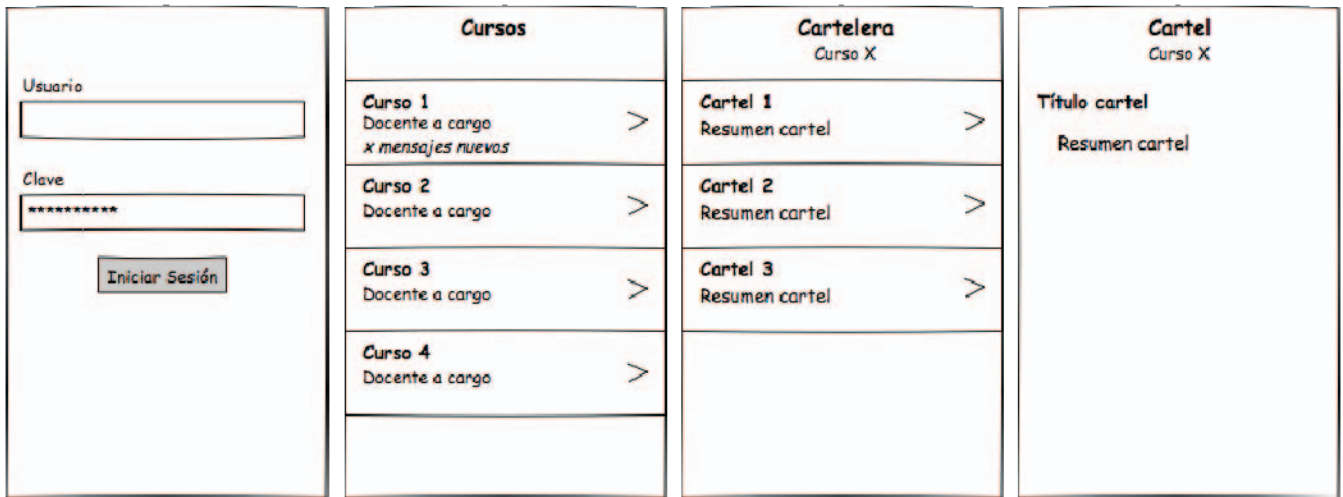 Usuario
Clave
**********
Iniciar Sesión
Cursos
Curso 1
Docente a cargo
x mensajes nuevos
Curso 2
Docente a cargo
Curso 3
Docente a cargo
Curso 4
Docente a cargo
Cartelera
Curso X
Cartel 1
Resumen cartel
Cartel 2
Resumen cartel
Cartel 3
Resumen cartel
Cartel
Curso X
Título cartel
Resumen cartel